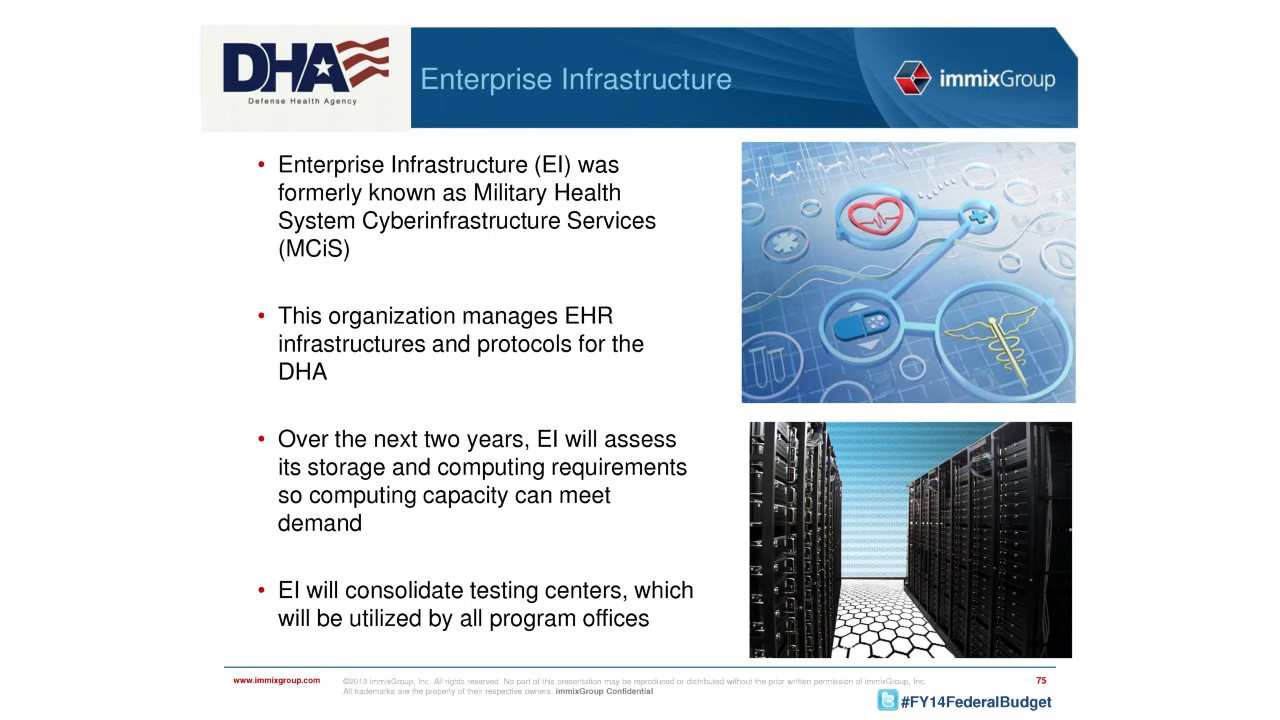 DHA
Defense Health Agency
Enterprise Infrastructure
immixGroup
• Enterprise Infrastructure (EI) was
formerly known as Military Health
System Cyberinfrastructure Services
(MCiS)
• This organization manages EHR
infrastructures and protocols for the
DHA
• Over the next two years, EI will assess
its storage and computing requirements
so computing capacity can meet
demand
• EI will consolidate testing centers, which
will be utilized by all program offices
www.immixgroup.com
©2013 immixGroup, Inc. All rights reserved. No part of this presentation may be reproduced or distributed without the prior written permission of immixGroup, Inc.
All trademarks are the property of their respective owners. immixGroup Confidential
75
#FY14FederalBudget